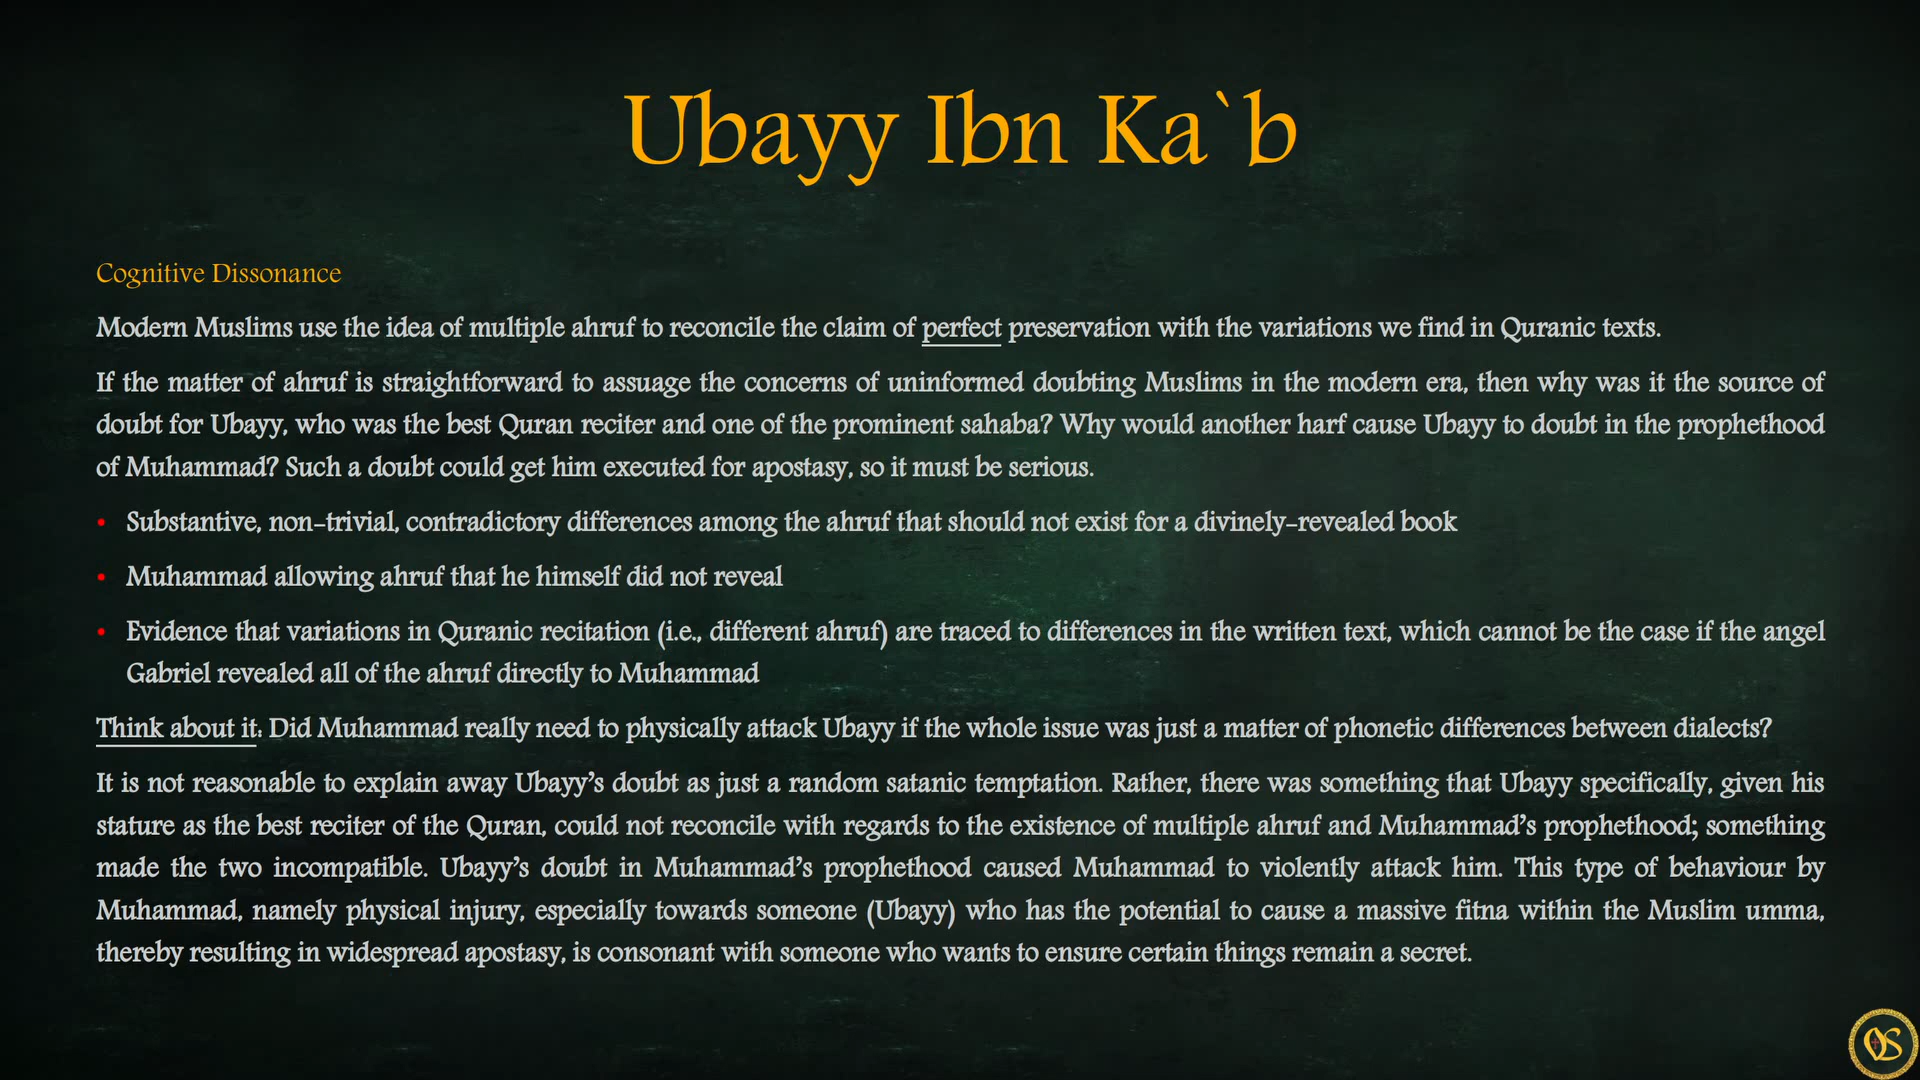 Ubayy Ibn Ka`b
Cognitive Dissonance
Modern Muslims use the idea of multiple ahruf to reconcile the claim of perfect preservation with the variations we find in Quranic texts.
If the matter of ahruf is straightforward to assuage the concerns of uninformed doubting Muslims in the modern era, then why was it the source of
doubt for Ubayy, who was the best Quran reciter and one of the prominent sahaba? Why would another harf cause Ubayy to doubt in the prophethood
of Muhammad? Such a doubt could get him executed for apostasy, so it must be serious.
• Substantive, non-trivial, contradictory differences among the ahruf that should not exist for a divinely-revealed book
• Muhammad allowing ahruf that he himself did not reveal
• Evidence that variations in Quranic recitation (i.e., different ahruf) are traced to differences in the written text, which cannot be the case if the angel
Gabriel revealed all of the ahruf directly to Muhammad
Think about it: Did Muhammad really need to physically attack Ubayy if the whole issue was just a matter of phonetic differences between dialects?
It is not reasonable to explain away Ubayy's doubt as just a random satanic temptation. Rather, there was something that Ubayy specifically, given his
stature as the best reciter of the Quran, could not reconcile with regards to the existence of multiple ahruf and Muhammad's prophethood; something
made the two incompatible. Ubayy's doubt in Muhammad's prophethood caused Muhammad to violently attack him. This type of behaviour by
Muhammad, namely physical injury, especially towards someone (Ubayy) who has the potential to cause a massive fitna within the Muslim umma,
thereby resulting in widespread apostasy, is consonant with someone who wants to ensure certain things remain a secret.